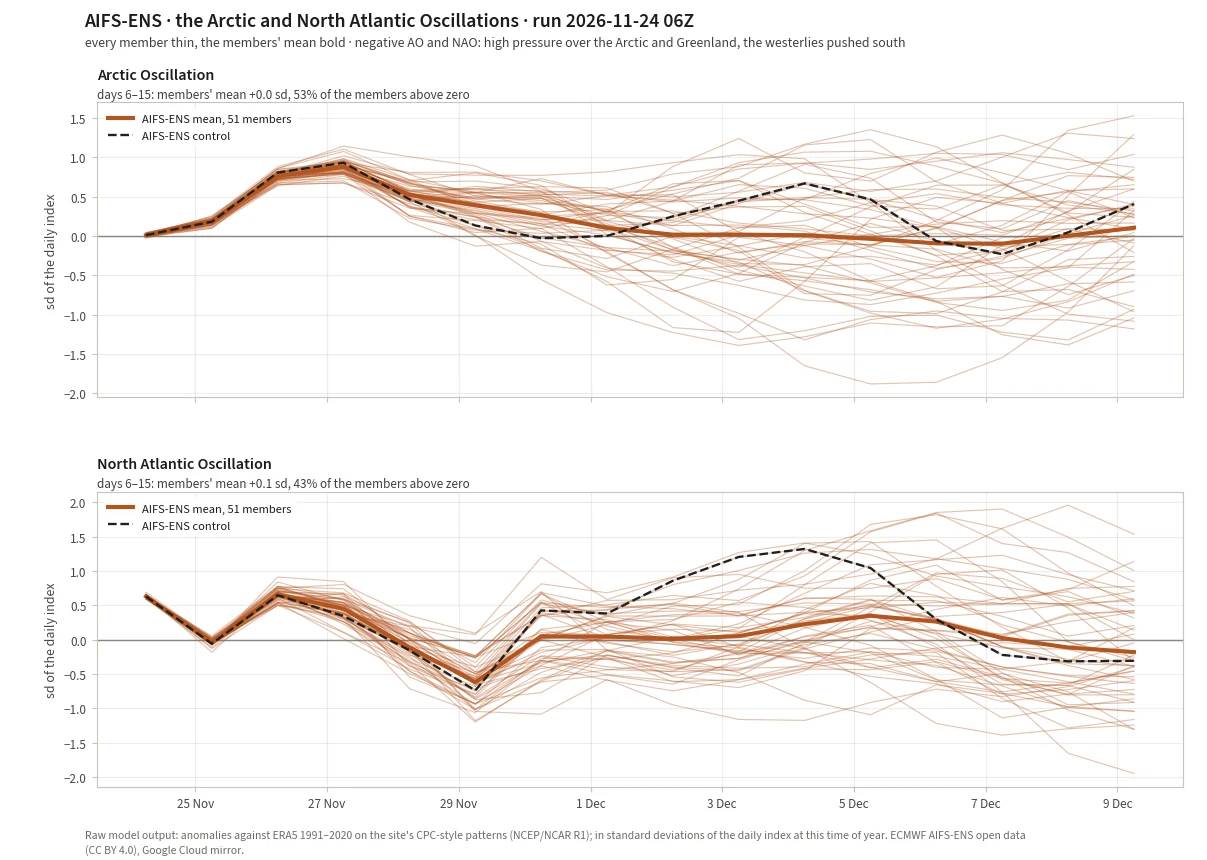 AIFS-ENS · the Arctic and North Atlantic Oscillations · run 2026-11-24 06Z
every member thin, the members' mean bold · negative AO and NAO: high pressure over the Arctic and Greenland, the westerlies pushed south
Arctic Oscillation
days 6–15: members' mean +0.0 sd, 53% of the members above zero
AIFS-ENS mean, 51 members
AIFS-ENS control
sd of the daily index
1.5
1.0
0.5
0.0
−0.5
−1.0
−1.5
−2.0
North Atlantic Oscillation
days 6–15: members' mean +0.1 sd, 43% of the members above zero
AIFS-ENS mean, 51 members
AIFS-ENS control
sd of the daily index
2.0
1.5
1.0
0.5
0.0
−0.5
−1.0
−1.5
−2.0
25 Nov 27 Nov 29 Nov 1 Dec 3 Dec 5 Dec 7 Dec 9 Dec
Raw model output: anomalies against ERA5 1991–2020 on the site's CPC-style patterns (NCEP/NCAR R1); in standard deviations of the daily index at this time of year. ECMWF AIFS-ENS open data
(CC BY 4.0), Google Cloud mirror.